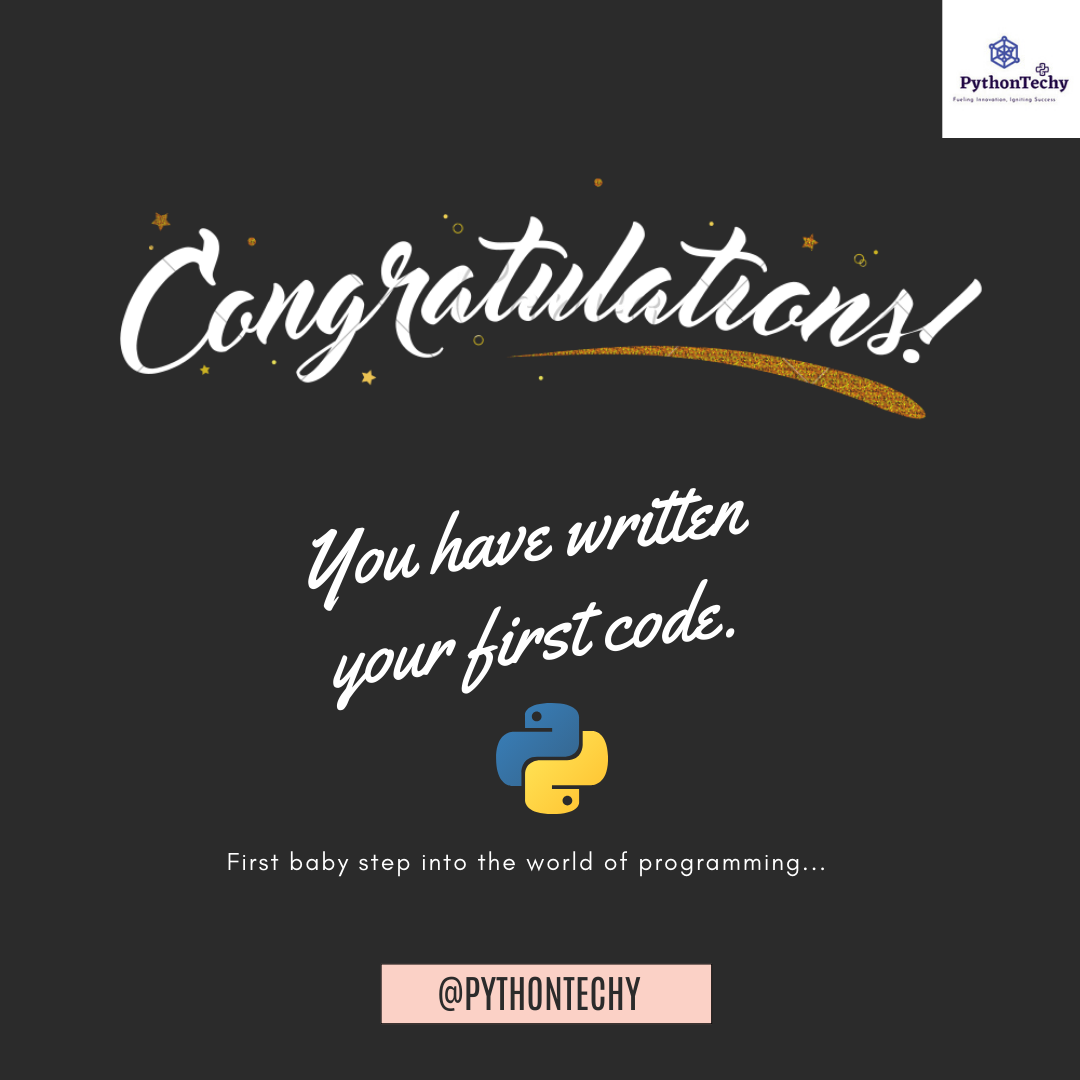 PythonTechy
Fueling Innovation, Igniting Success
Congratulations!
You have written
your first code.
First baby step into the world of programming...
@PYTHONTECHY